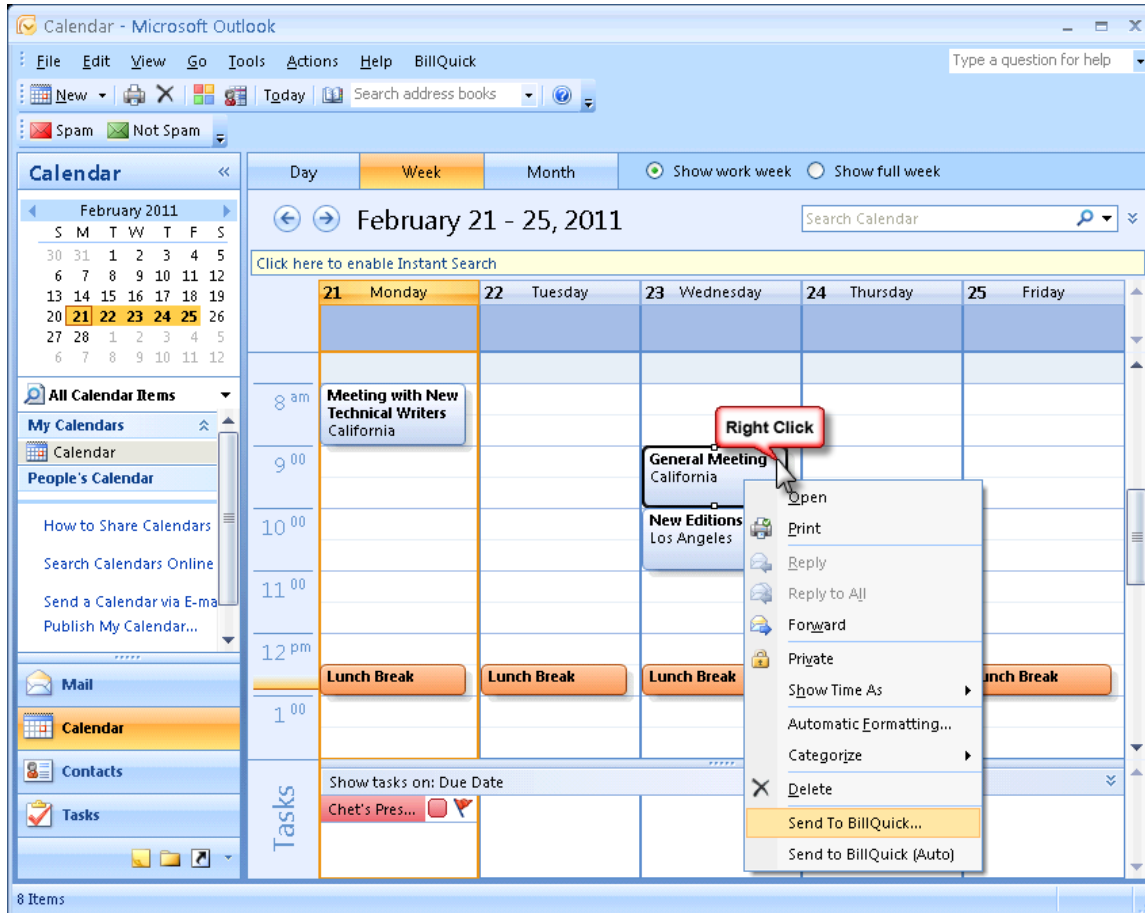 Calendar - Microsoft Outlook
File Edit View Go Tools Actions Help BillQuick
Type a question for help
New Today Search address books
Spam Not Spam
Calendar «
February 2011
S M T W T F S
30 31 1 2 3 4 5
6 7 8 9 10 11 12
13 14 15 16 17 18 19
20 21 22 23 24 25 26
27 28 1 2 3 4 5
6 7 8 9 10 11 12
All Calendar Items
My Calendars
Calendar
People's Calendar
How to Share Calendars
Search Calendars Online
Send a Calendar via E-ma
Publish My Calendar...
Mail
Calendar
Contacts
Tasks
Day Week Month Show work week Show full week
February 21 - 25, 2011
Search Calendar
Click here to enable Instant Search
21 Monday 22 Tuesday 23 Wednesday 24 Thursday 25 Friday
8 am
9 00
10 00
11 00
12 pm
1 00
Meeting with New
Technical Writers
California
Right Click
General Meeting
California
New Editions
Los Angeles
Lunch Break Lunch Break Lunch Break unch Break
Open
Print
Reply
Reply to All
Forward
Private
Show Time As
Automatic Formatting...
Categorize
Delete
Send To BillQuick...
Send to BillQuick (Auto)
Tasks
Show tasks on: Due Date
Chet's Pres...
8 Items